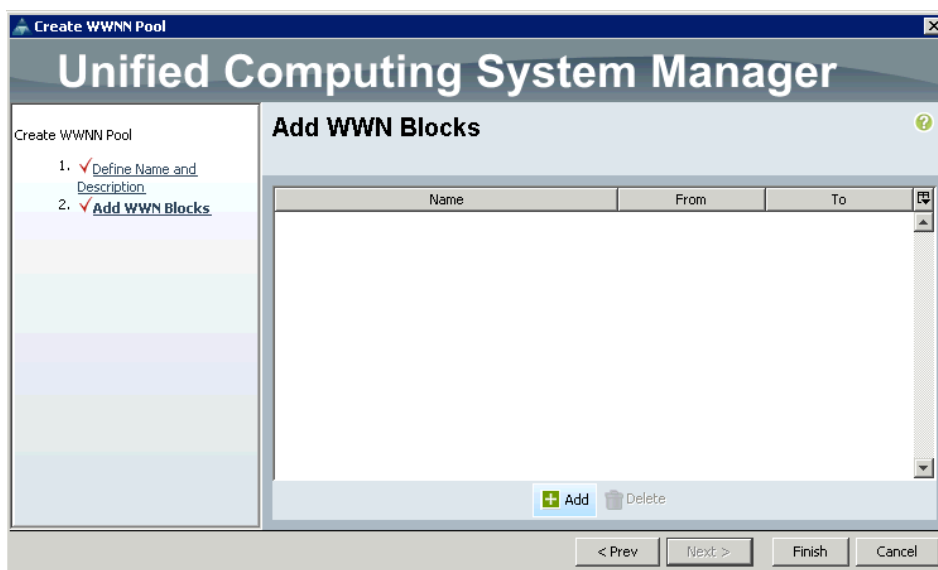 Create WWNN Pool
Unified Computing System Manager
Create WWNN Pool
1. Define Name and
Description
2. Add WWN Blocks
Add WWN Blocks
Name From To
Add Delete
< Prev Next > Finish Cancel